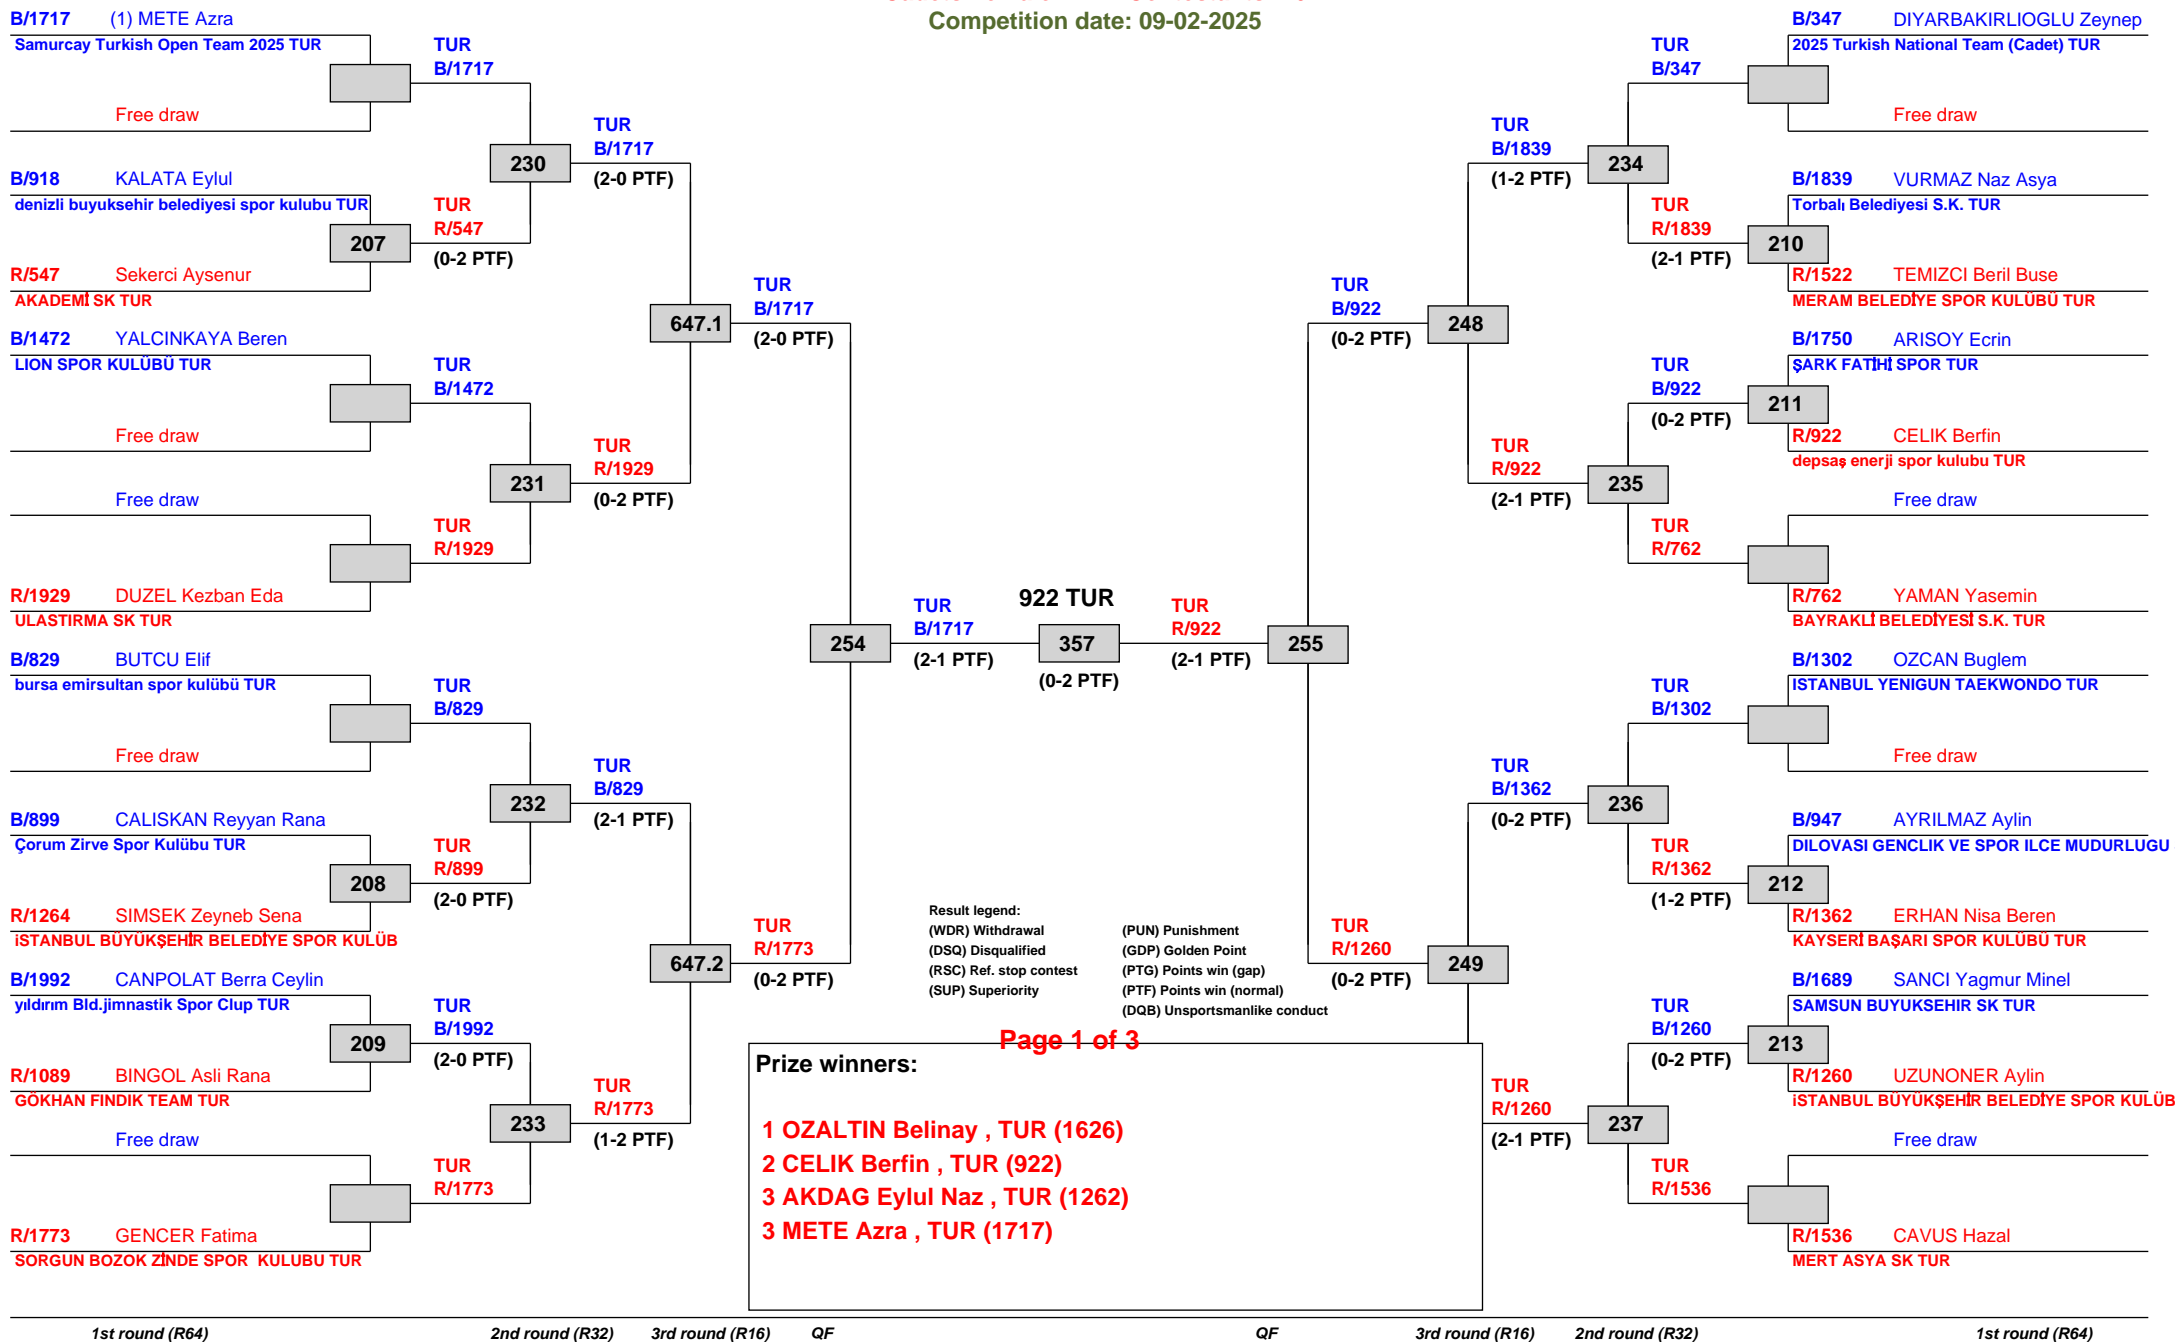 Competition date: 09-02-2025
B/1717 (1) METE Azra
Samurcay Turkish Open Team 2025 TUR
Free draw
B/918 KALATA Eylul
denizli buyuksehir belediyesi spor kulubu TUR
207
R/547 Sekerci Aysenur
AKADEMİ SK TUR
B/1472 YALCINKAYA Beren
LION SPOR KULÜBÜ TUR
Free draw
Free draw
R/1929 DUZEL Kezban Eda
ULASTIRMA SK TUR
B/829 BUTCU Elif
bursa emirsultan spor kulübü TUR
Free draw
B/899 CALISKAN Reyyan Rana
Çorum Zirve Spor Kulübu TUR
208
R/1264 SIMSEK Zeyneb Sena
iSTANBUL BÜYÜKŞEHİR BELEDİYE SPOR KULÜB
B/1992 CANPOLAT Berra Ceylin
yıldırım Bld.jimnastik Spor Clup TUR
209
R/1089 BINGOL Asli Rana
GÖKHAN FINDIK TEAM TUR
Free draw
R/1773 GENCER Fatima
SORGUN BOZOK ZİNDE SPOR KULUBU TUR
TUR
B/1717
230
TUR
R/547
(0-2 PTF)
TUR
B/1472
231
TUR
R/1929
TUR
B/829
232
TUR
R/899
(2-0 PTF)
TUR
B/1992
(2-0 PTF)
233
TUR
R/1773
TUR
B/1717
(2-0 PTF)
647.1
TUR
R/1929
(0-2 PTF)
TUR
B/829
(2-1 PTF)
647.2
TUR
R/1773
(1-2 PTF)
TUR
B/1717
(2-0 PTF)
254
TUR
R/1773
(0-2 PTF)
TUR
B/1717
(2-1 PTF)
922 TUR
357
(0-2 PTF)
TUR
R/922
(2-1 PTF)
255
TUR
B/922
(0-2 PTF)
248
TUR
R/1260
(0-2 PTF)
249
TUR
B/1839
(1-2 PTF)
234
TUR
R/922
(2-1 PTF)
235
TUR
B/1362
(0-2 PTF)
236
TUR
R/1260
(2-1 PTF)
237
TUR
B/347
TUR
R/1839
(2-1 PTF)
TUR
B/922
(0-2 PTF)
TUR
R/762
TUR
B/1302
TUR
R/1362
(1-2 PTF)
TUR
B/1260
(0-2 PTF)
TUR
R/1536
B/347 DIYARBAKIRLIOGLU Zeynep
2025 Turkish National Team (Cadet) TUR
Free draw
B/1839 VURMAZ Naz Asya
Torbalı Belediyesi S.K. TUR
210
R/1522 TEMIZCI Beril Buse
MERAM BELEDİYE SPOR KULÜBÜ TUR
B/1750 ARISOY Ecrin
ŞARK FATİHİ SPOR TUR
211
R/922 CELIK Berfin
depsaş enerji spor kulubu TUR
Free draw
R/762 YAMAN Yasemin
BAYRAKLİ BELEDİYESİ S.K. TUR
B/1302 OZCAN Buglem
ISTANBUL YENIGUN TAEKWONDO TUR
Free draw
B/947 AYRILMAZ Aylin
DILOVASI GENCLIK VE SPOR ILCE MUDURLUGU
212
R/1362 ERHAN Nisa Beren
KAYSERİ BAŞARI SPOR KULÜBÜ TUR
B/1689 SANCI Yagmur Minel
SAMSUN BUYUKSEHIR SK TUR
213
R/1260 UZUNONER Aylin
iSTANBUL BÜYÜKŞEHİR BELEDİYE SPOR KULÜB
Free draw
R/1536 CAVUS Hazal
MERT ASYA SK TUR
Result legend:
(WDR) Withdrawal (PUN) Punishment
(DSQ) Disqualified (GDP) Golden Point
(RSC) Ref. stop contest (PTG) Points win (gap)
(SUP) Superiority (PTF) Points win (normal)
(DQB) Unsportsmanlike conduct
Page 1 of 3
Prize winners:
1 OZALTIN Belinay , TUR (1626)
2 CELIK Berfin , TUR (922)
3 AKDAG Eylul Naz , TUR (1262)
3 METE Azra , TUR (1717)
1st round (R64) 2nd round (R32) 3rd round (R16) QF QF 3rd round (R16) 2nd round (R32) 1st round (R64)